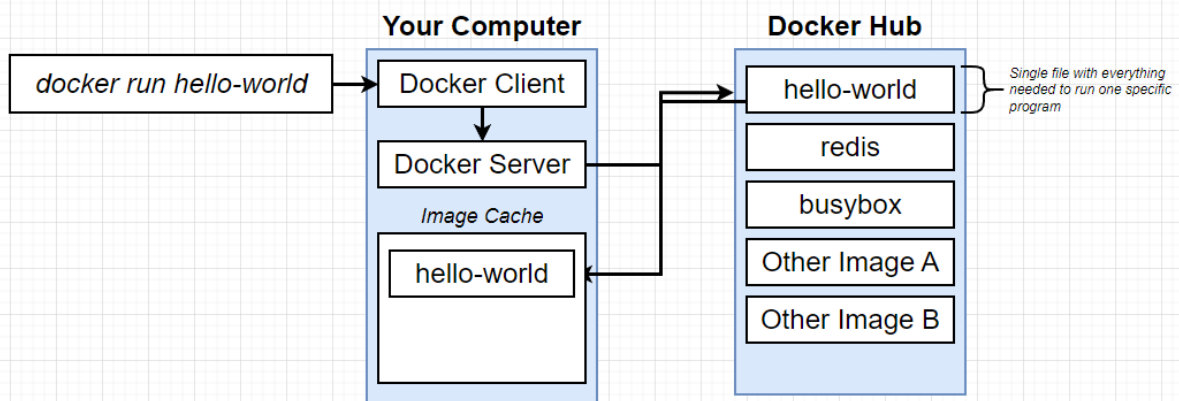 Your Computer
Docker Hub
docker run hello-world
Docker Client
Docker Server
Image Cache
hello-world
hello-world
redis
busybox
Other Image A
Other Image B
Single file with everything
needed to run one specific
program